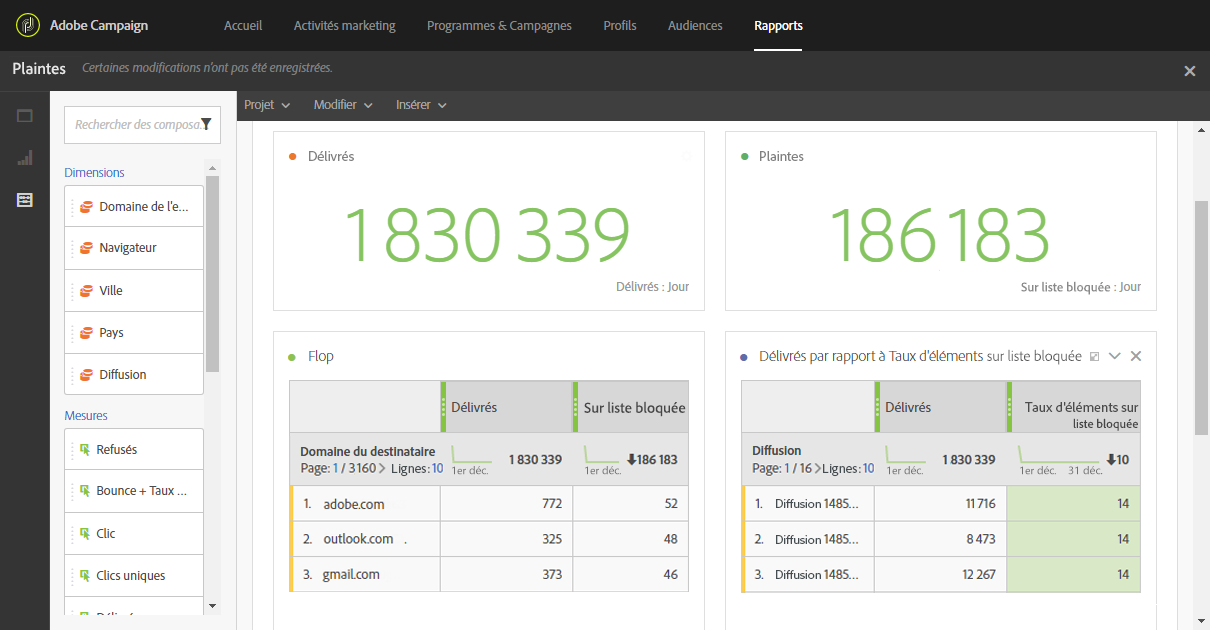 Adobe Campaign
Accueil Activités marketing Programmes & Campagnes Profils Audiences Rapports
Plaintes Certaines modifications n'ont pas été enregistrées.
Projet Modifier Insérer
Rechercher des composa.
Dimensions
Domaine de l'e...
Navigateur
Ville
Pays
Diffusion
Mesures
Refusés
Bounce + Taux ...
Clic
Clics uniques
Délivrés
1 830 339
Délivrés : Jour
Plaintes
186 183
Sur liste bloquée : Jour
Flop
Délivrés Sur liste bloquée
Domaine du destinataire
Page: 1 / 3160 Lignes: 10
1er déc. 1 830 339
1er déc. 186 183
1. adobe.com 772 52
2. outlook.com . 325 48
3. gmail.com 373 46
Délivrés par rapport à Taux d'éléments sur liste bloquée
Délivrés Taux d'éléments sur
liste bloquée
Diffusion
Page: 1 / 16 Lignes: 10
1er déc. 1 830 339
1er déc. 31 déc. 10
1. Diffusion 1485... 11 716 14
2. Diffusion 1485... 8 473 14
3. Diffusion 1485... 12 267 14